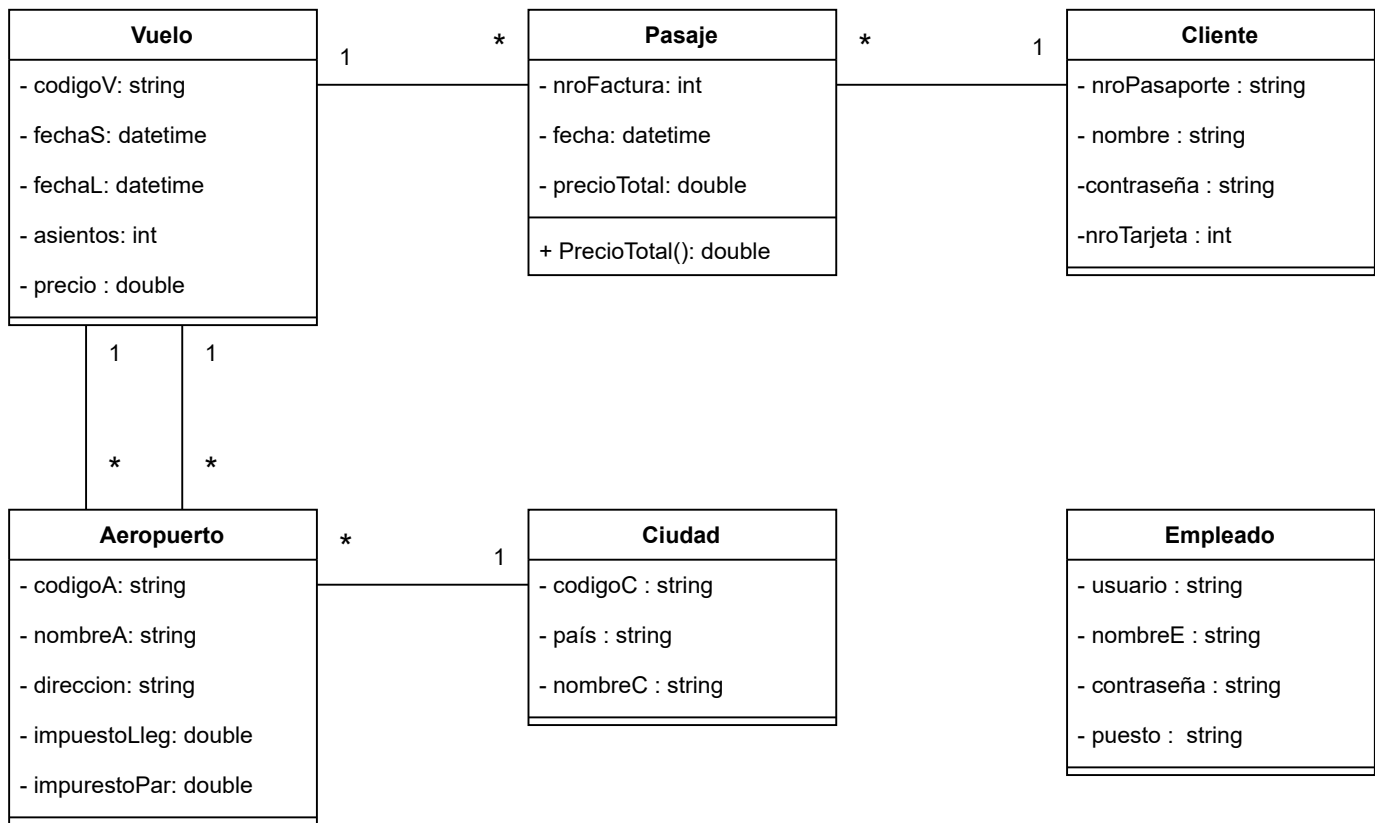 Vuelo
- codigoV: string
- fechaS: datetime
- fechaL: datetime
- asientos: int
- precio : double
1
*
Pasaje
- nroFactura: int
- fecha: datetime
- precioTotal: double
+ PrecioTotal(): double
*
1
Cliente
- nroPasaporte : string
- nombre : string
-contraseña : string
-nroTarjeta : int
1
1
*
*
Aeropuerto
- codigoA: string
- nombreA: string
- direccion: string
- impuestoLleg: double
- impurestoPar: double
*
1
Ciudad
- codigoC : string
- país : string
- nombreC : string
Empleado
- usuario : string
- nombreE : string
- contraseña : string
- puesto :  string